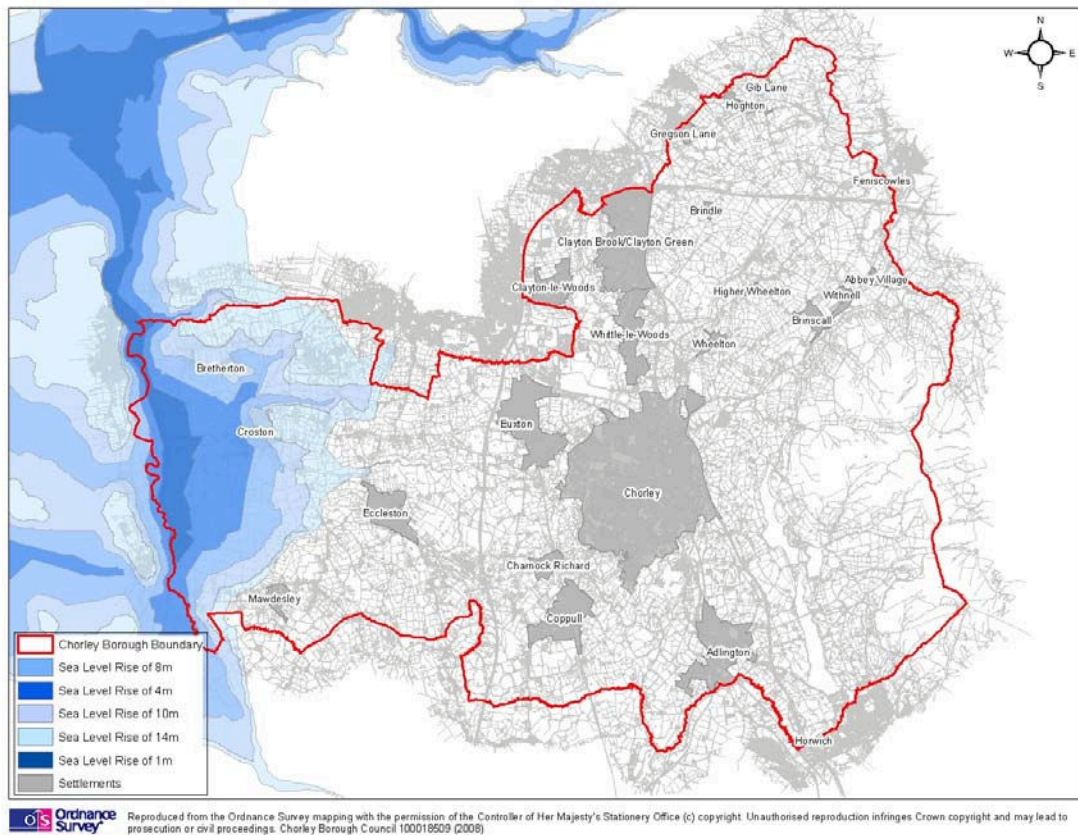 N
W E
S
Gib Lane
Hoghton
Gregson Lane
Feniscowles
Brindle
Clayton Brook/Clayton Green
Abbey Village
Clayton-le-Woods
Higher Wheelton
Withnell
Brinscall
Whittle-le-Woods
Wheelton
Bretherton
Euxton
Croston
Chorley
Eccleston
Charnock Richard
Mawdesley
Coppull
Adlington
Horwich
Chorley Borough Boundary
Sea Level Rise of 8m
Sea Level Rise of 4m
Sea Level Rise of 10m
Sea Level Rise of 14m
Sea Level Rise of 1m
Settlements
OS Ordnance Survey
Reproduced from the Ordnance Survey mapping with the permission of the Controller of Her Majesty's Stationery Office (c) copyright. Unauthorised reproduction infringes Crown copyright and may lead to
prosecution or civil proceedings. Chorley Borough Council 100018509 (2008)